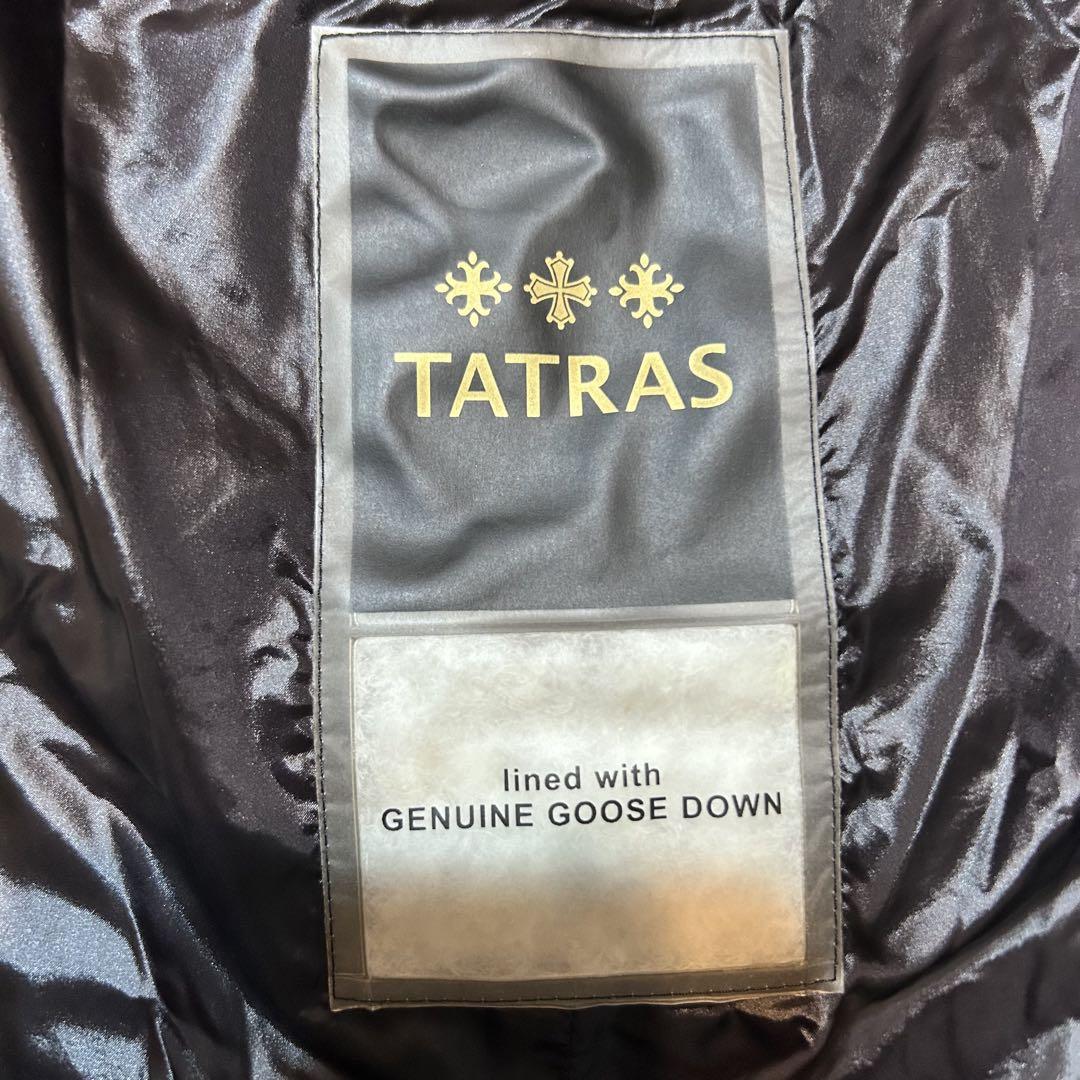 TATRAS
lined with
GENUINE GOOSE DOWN